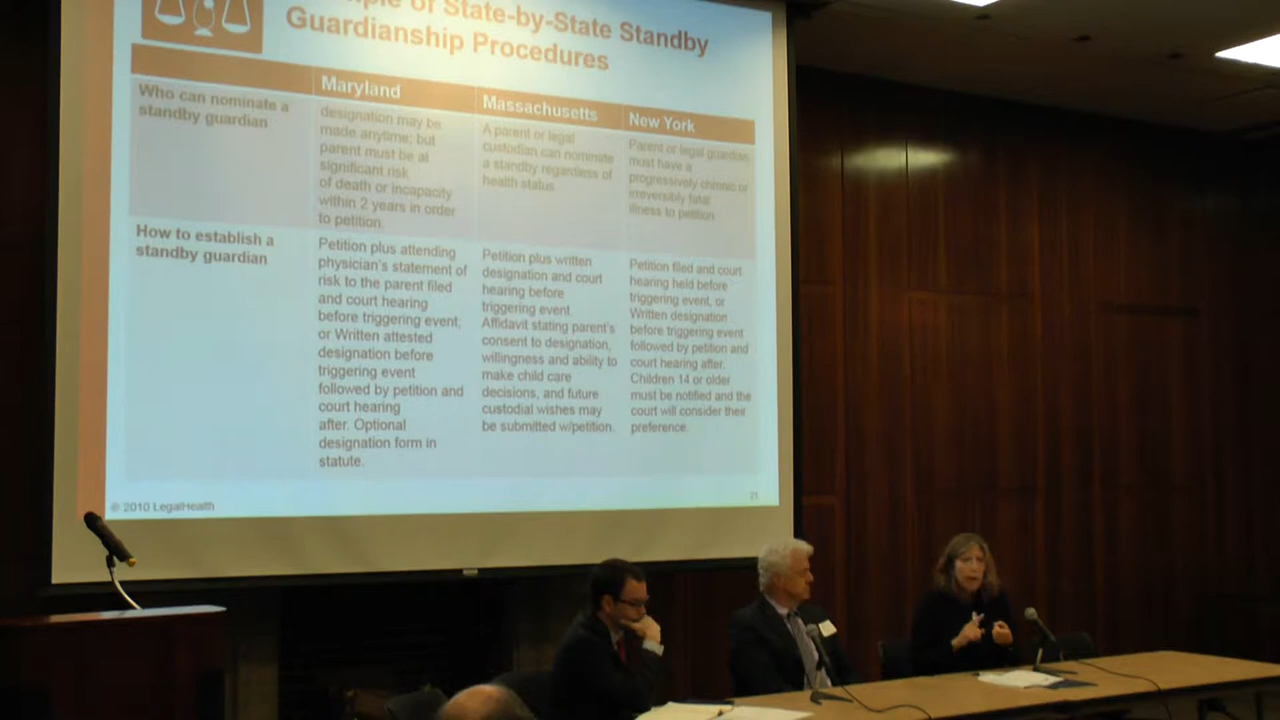 of State-by-State Standby
Guardianship Procedures
Maryland
Massachusetts
New York
Who can nominate a
standby guardian
designation may be
made anytime; but
parent must be at
significant risk
of death or incapacity
within 2 years in order
to petition.
A parent or legal
custodian can nominate
a standby regardless of
health status.
Parent or legal guardian
must have a
progressively chronic or
irreversibly fatal
illness to petition
How to establish a
standby guardian
Petition plus attending
physician's statement of
risk to the parent filed
and court hearing
before triggering event,
or Written attested
designation before
triggering event
followed by petition and
court hearing
after. Optional
designation form in
statute.
Petition plus written
designation and court
hearing before
triggering event.
Affidavit stating parent's
consent to designation,
willingness and ability to
make child care
decisions, and future
custodial wishes may
be submitted w/petition.
Petition filed and court
hearing held before
triggering event, or
Written designation
before triggering event
followed by petition and
court hearing after.
Children 14 or older
must be notified and the
court will consider their
preference.
© 2010 LegalHealth
21